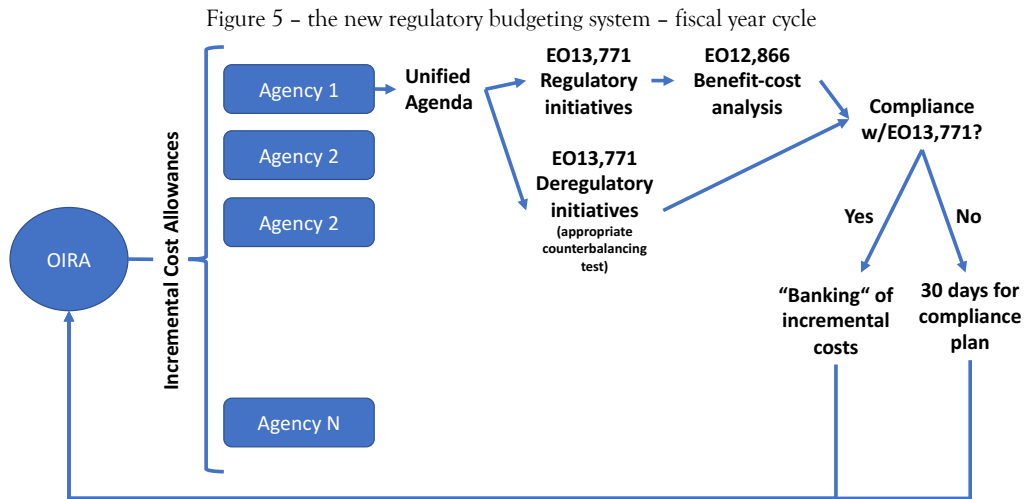 Figure 5 – the new regulatory budgeting system – fiscal year cycle
OIRA
Incremental Cost Allowances
Agency 1
Agency 2
Agency 2
Agency N
Unified
Agenda
EO13,771
Regulatory
initiatives
EO12,866
Benefit-cost
analysis
EO13,771
Deregulatory
initiatives
(appropriate
counterbalancing
test)
Compliance
w/EO13,771?
Yes
No
“Banking“ of
incremental
costs
30 days for
compliance
plan